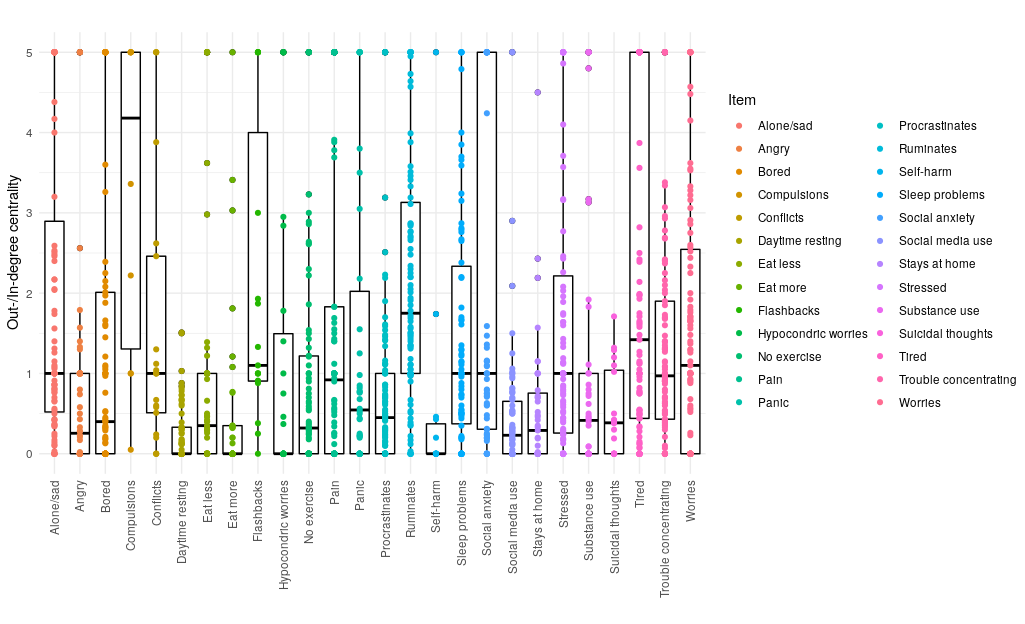 Out-/In-degree centrality
5
4
3
2
1
0
Alone/sad
Angry
Bored
Compulsions
Conflicts
Daytime resting
Eat less
Eat more
Flashbacks
Hypocondric worries
No exercise
Pain
Panic
Procrastinates
Ruminates
Self-harm
Sleep problems
Social anxiety
Social media use
Stays at home
Stressed
Substance use
Suicidal thoughts
Tired
Trouble concentrating
Worries
Item
Alone/sad
Angry
Bored
Compulsions
Conflicts
Daytime resting
Eat less
Eat more
Flashbacks
Hypocondric worries
No exercise
Pain
Panic
Procrastinates
Ruminates
Self-harm
Sleep problems
Social anxiety
Social media use
Stays at home
Stressed
Substance use
Suicidal thoughts
Tired
Trouble concentrating
Worries